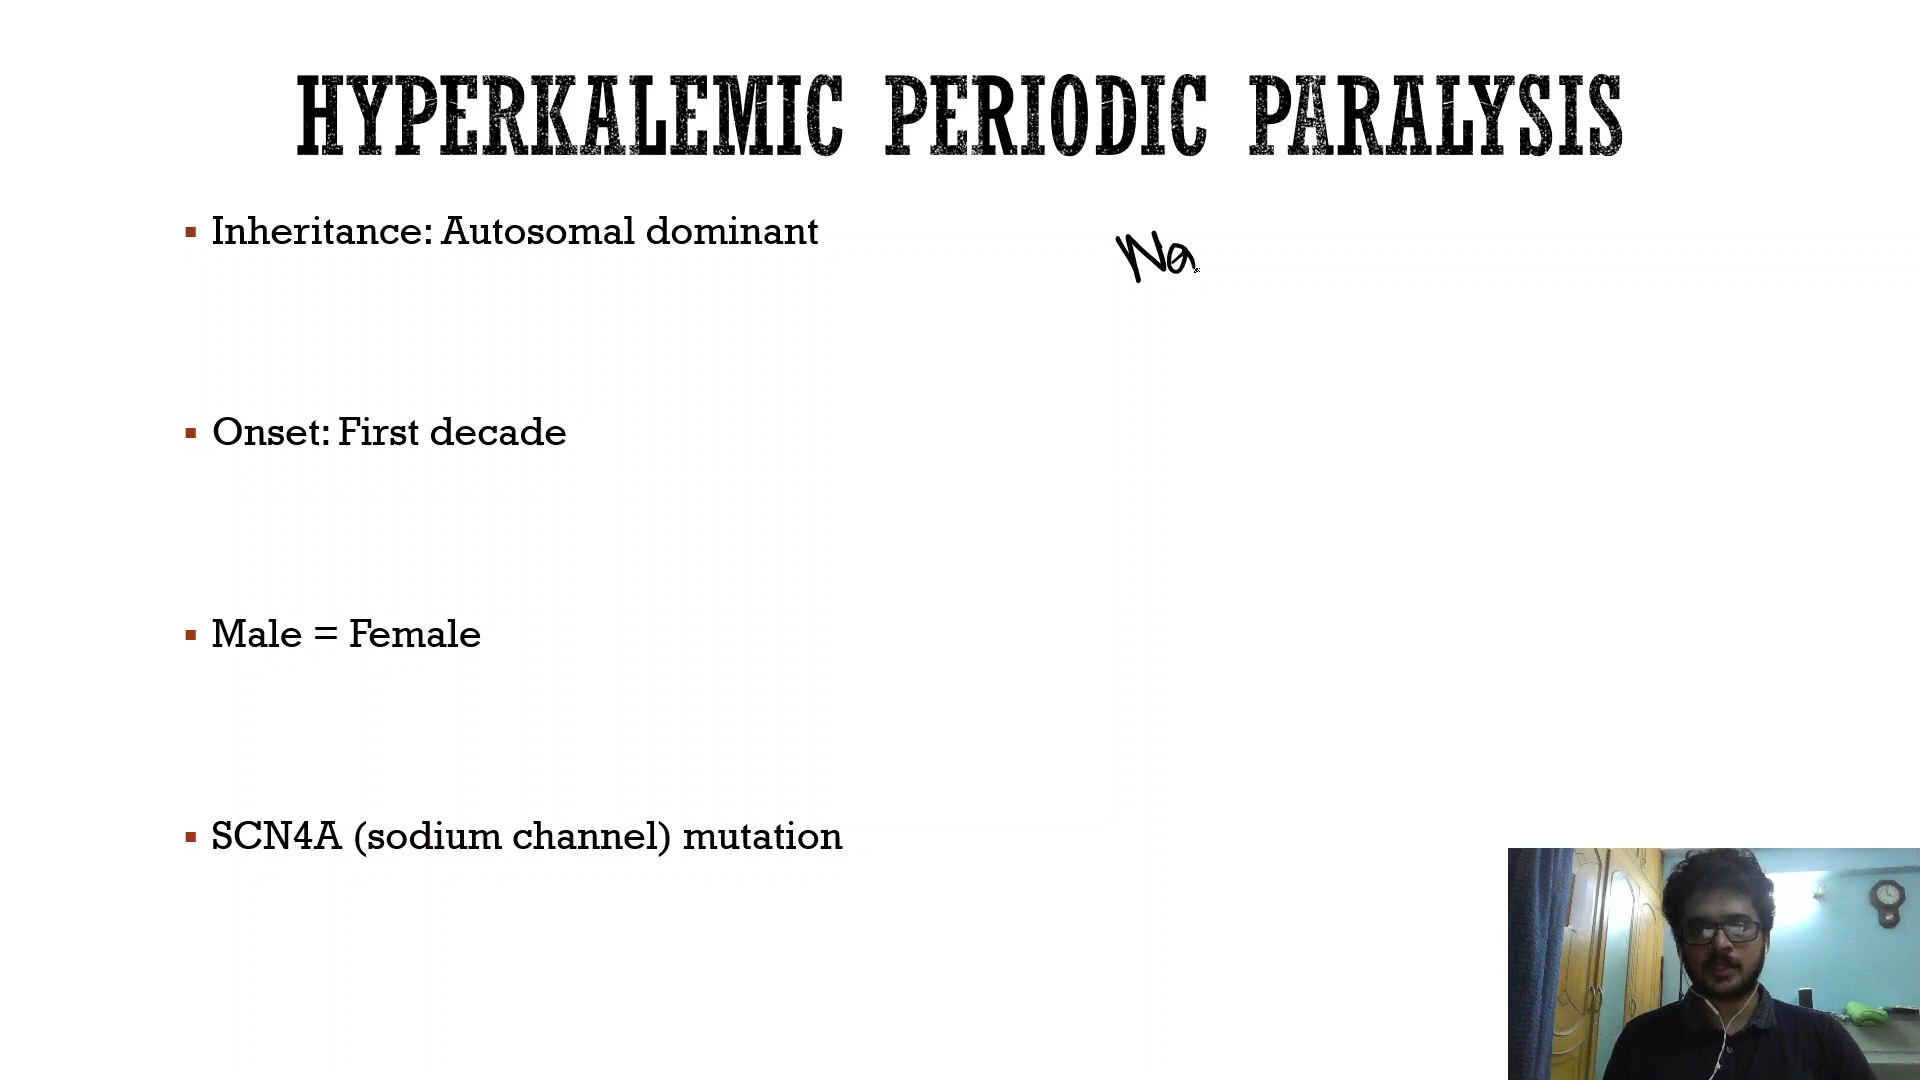 HYPERKALEMIC PERIODIC PARALYSIS
Inheritance: Autosomal dominant
Na
Onset: First decade
Male = Female
SCN4A (sodium channel) mutation